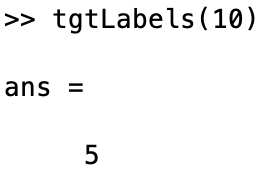 >> tgtLabels(10)
ans =
5